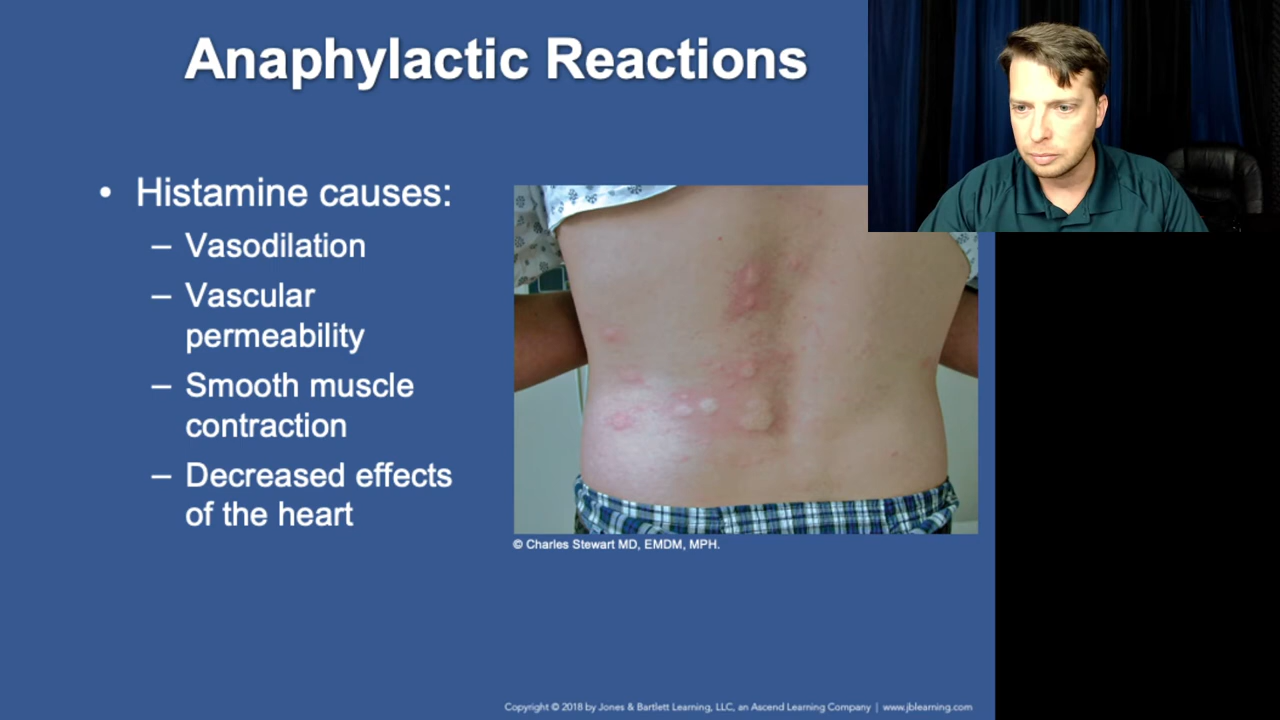 Anaphylactic Reactions
• Histamine causes:
– Vasodilation
– Vascular
permeability
– Smooth muscle
contraction
– Decreased effects
of the heart
© Charles Stewart MD, EMDM, MPH.
Copyright © 2018 by Jones & Bartlett Learning, LLC, an Ascend Learning Company | www.jblearning.com